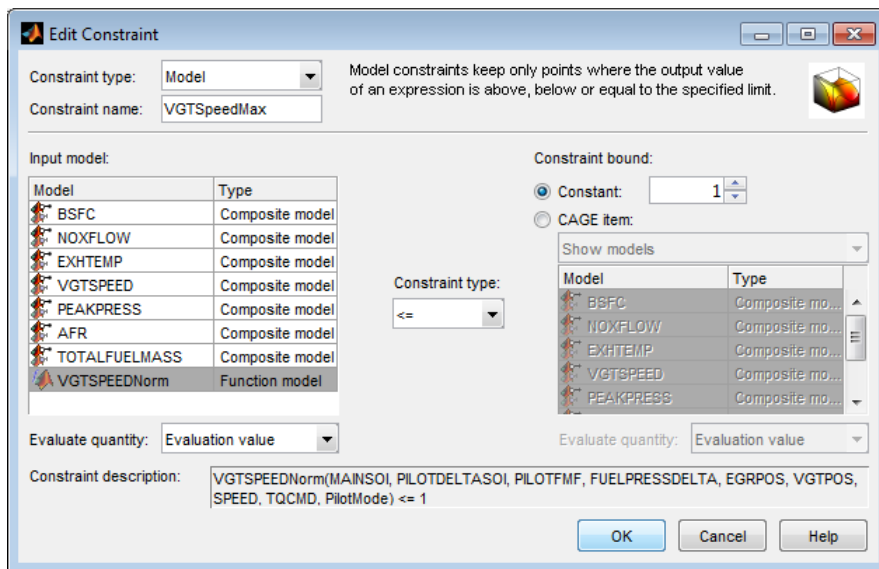 Edit Constraint
Constraint type: Model
Model constraints keep only points where the output value
of an expression is above, below or equal to the specified limit.
Constraint name: VGTSpeedMax
Input model:
Model Type
BSFC Composite model
NOXFLOW Composite model
EXHTEMP Composite model
VGTSPEED Composite model
PEAKPRESS Composite model
AFR Composite model
TOTALFUELMASS Composite model
VGTSPEEDNorm Function model
Evaluate quantity: Evaluation value
Constraint type:
<=
Constraint bound:
Constant: 1
CAGE item:
Show models
Model Type
BSFC Composite mo...
NOXFLOW Composite mo...
EXHTEMP Composite mo...
VGTSPEED Composite mo...
PEAKPRESS Composite mo...
Evaluate quantity: Evaluation value
Constraint description: VGTSPEEDNorm(MAINSOI, PILOTDELTASOI, PILOTFMF, FUELPRESSDELTA, EGRPOS, VGTPOS,
SPEED, TQCMD, PilotMode) <= 1
OK Cancel Help